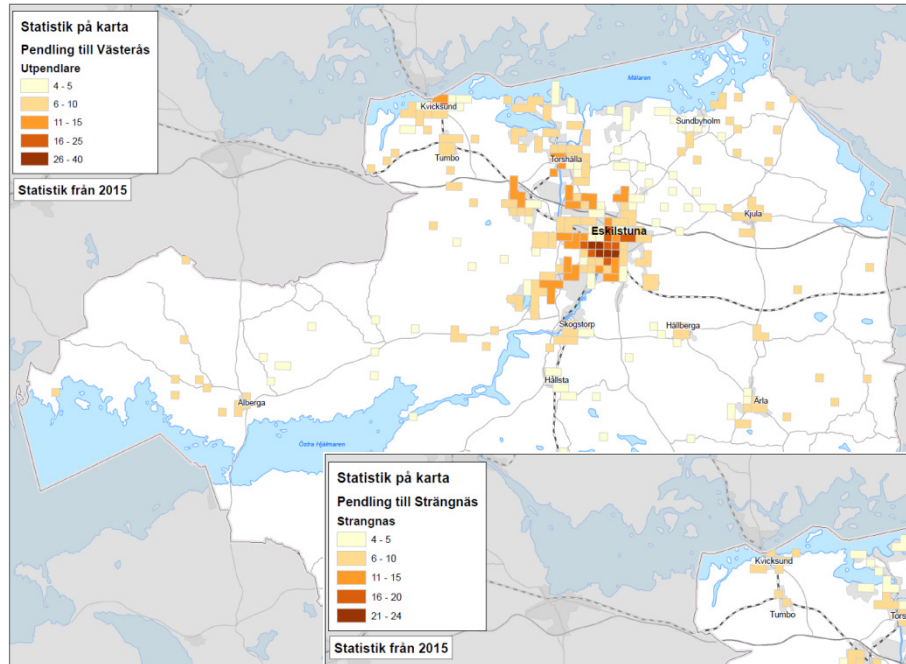 Statistik på karta
Pendling till Västerås
Utpendlare
4 - 5
6 - 10
11 - 15
16 - 25
26 - 40
Statistik från 2015
Mälaren
Kvicksund
Sundbyholm
Tumbo
Torshälla
Kjula
Eskilstuna
Skogstorp
Hällberga
Hållsta
Alberga
Ärla
Östra Hjälmaren
Statistik på karta
Pendling till Strängnäs
Strangnas
4 - 5
6 - 10
11 - 15
16 - 20
21 - 24
Statistik från 2015
Kvicksund
Tumbo
Tors